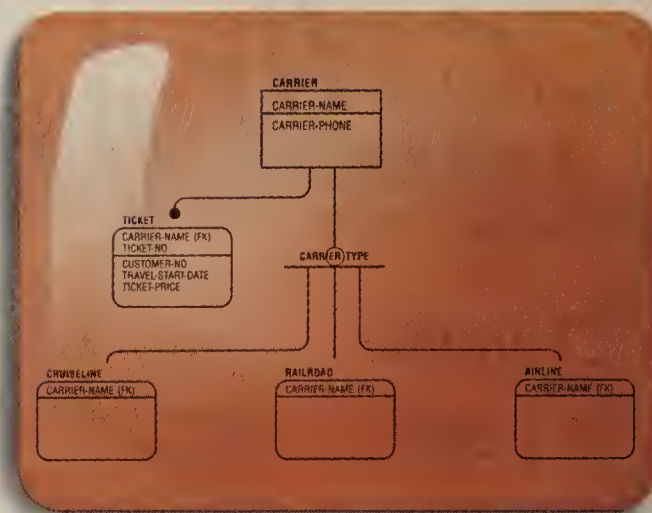 CARRIER
CARRIER-NAME
CARRIER-PHONE
TICKET
CARRIER-NAME (FK)
TICKET-NO
CUSTOMER-NO
TRAVEL-START-DATE
TICKET-PRICE
CARRIER TYPE
CRUISELINE
CARRIER-NAME (FK)
RAILROAD
CARRIER-NAME (FK)
AIRLINE
CARRIER-NAME (FK)